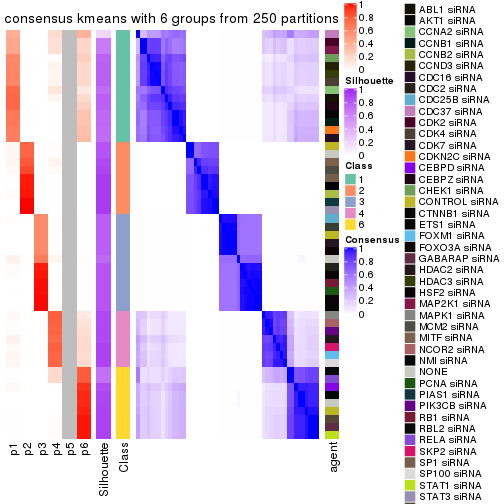 consensus kmeans with 6 groups from 250 partitions
p1
p2
p3
p4
p5
p6
Silhouette
Class
agent
1
0.8
0.6
0.4
0.2
0
Silhouette
1
0.8
0.6
0.4
0.2
0
Class
1
2
3
4
6
Consensus
1
0.8
0.6
0.4
0.2
0
ABL1 siRNA
AKT1 siRNA
CCNA2 siRNA
CCNB1 siRNA
CCNB2 siRNA
CCND3 siRNA
CDC16 siRNA
CDC2 siRNA
CDC25B siRNA
CDC37 siRNA
CDK2 siRNA
CDK4 siRNA
CDK7 siRNA
CDKN2C siRNA
CEBPD siRNA
CEBPZ siRNA
CHEK1 siRNA
CONTROL siRNA
CTNNB1 siRNA
ETS1 siRNA
FOXM1 siRNA
FOXO3A siRNA
GABARAP siRNA
HDAC2 siRNA
HDAC3 siRNA
HSF2 siRNA
MAP2K1 siRNA
MAPK1 siRNA
MCM2 siRNA
MITF siRNA
NCOR2 siRNA
NMI siRNA
NONE
PCNA siRNA
PIAS1 siRNA
PIK3CB siRNA
RB1 siRNA
RBL2 siRNA
RELA siRNA
SKP2 siRNA
SP1 siRNA
SP100 siRNA
STAT1 siRNA
STAT3 siRNA